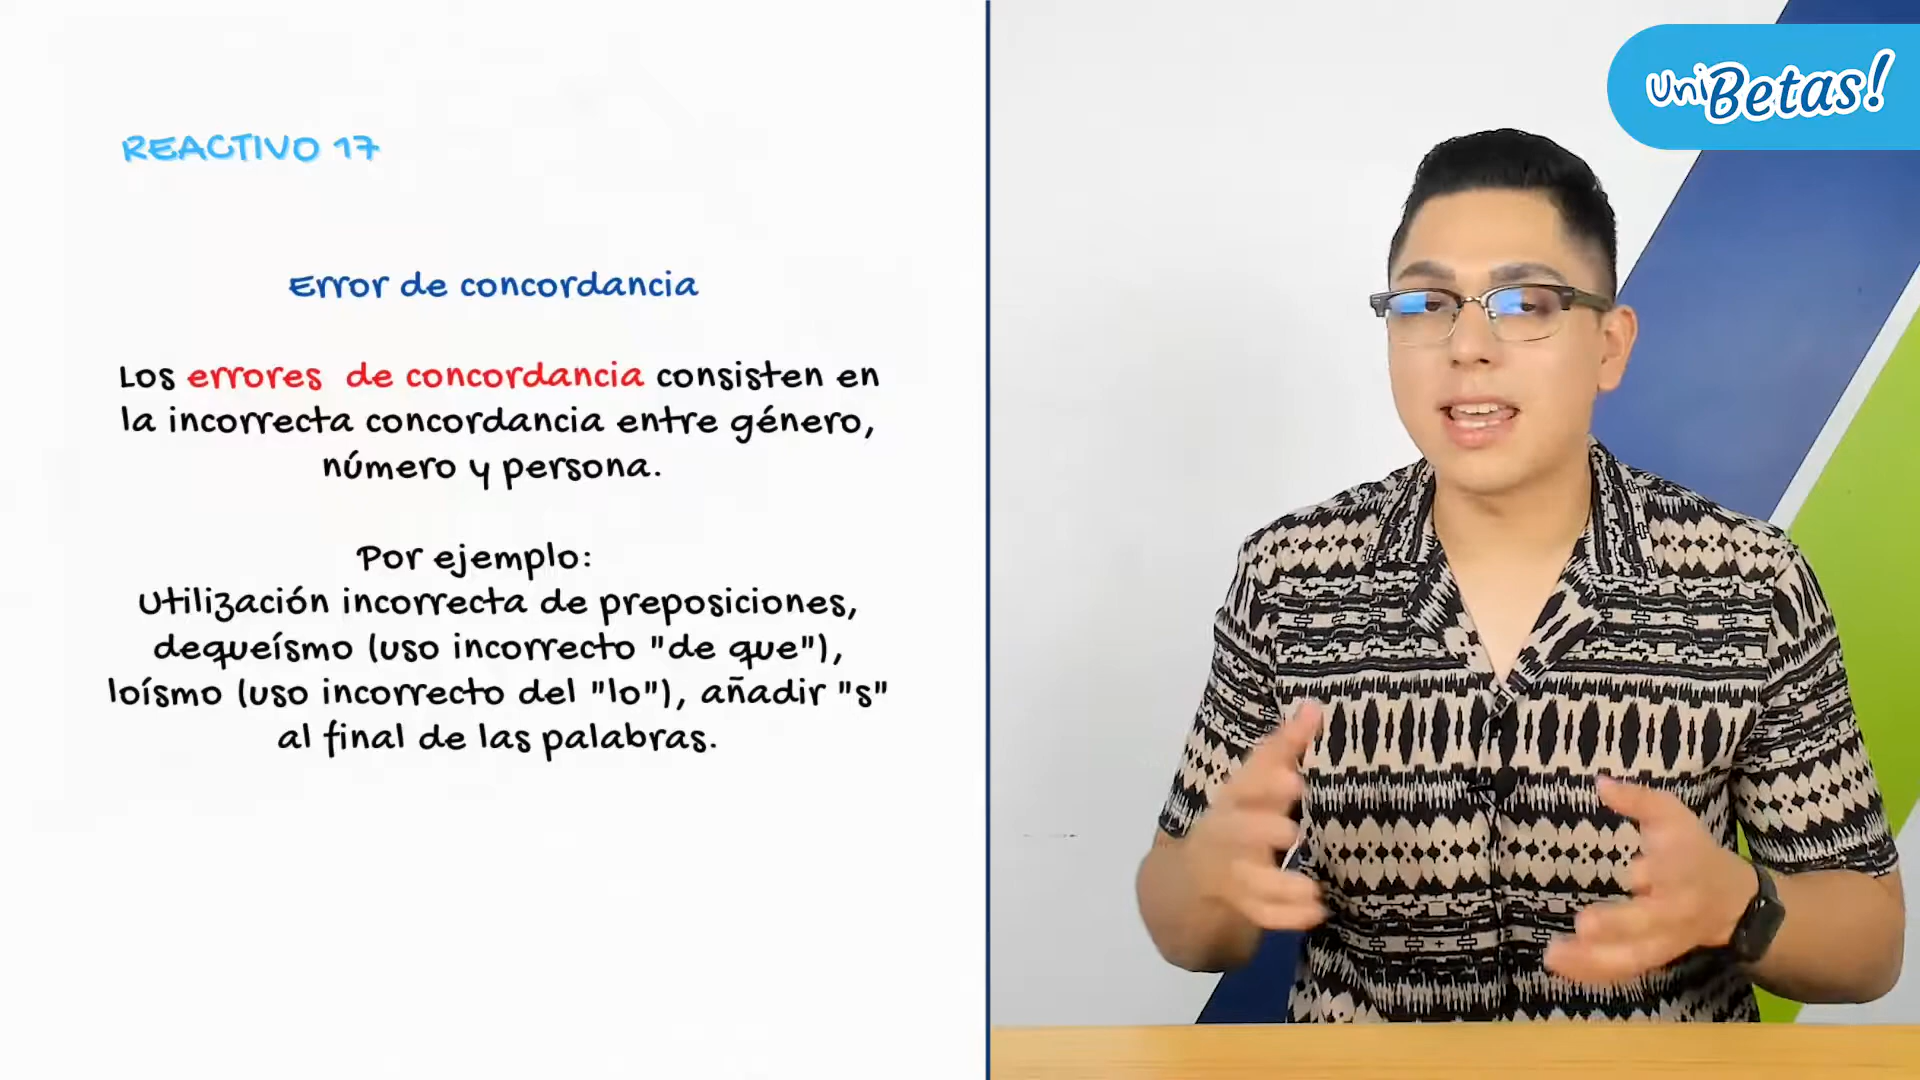 REACTIVO 17
Error de concordancia
Los errores de concordancia consisten en
la incorrecta concordancia entre género,
número y persona.
Por ejemplo:
Utilización incorrecta de preposiciones,
dequeísmo (uso incorrecto "de que"),
loísmo (uso incorrecto del "lo"), añadir "s"
al final de las palabras.
UniBetas!